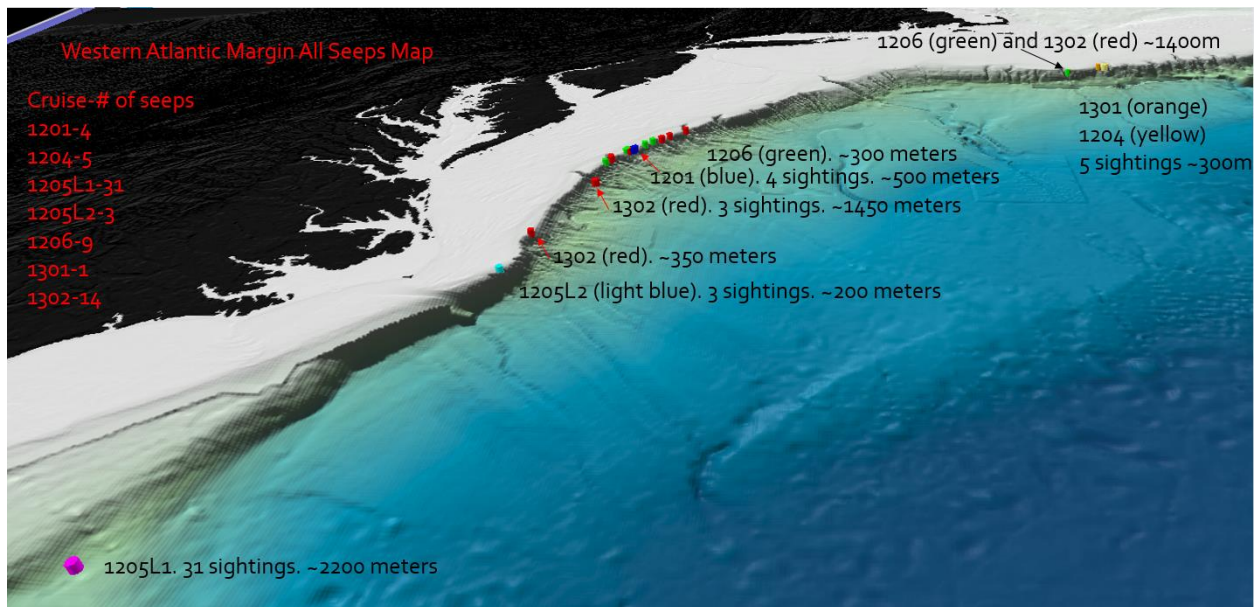 Western Atlantic Margin All Seeps Map
Cruise-# of seeps
1201-4
1204-5
1205L1-31
1205L2-3
1206-9
1301-1
1302-14
1206 (green) and 1302 (red) ~1400m
1301 (orange)
1204 (yellow)
5 sightings ~300m
1206 (green). ~300 meters
1201 (blue). 4 sightings. ~500 meters
1302 (red). 3 sightings. ~1450 meters
1302 (red). ~350 meters
1205L2 (light blue). 3 sightings. ~200 meters
1205L1. 31 sightings. ~2200 meters